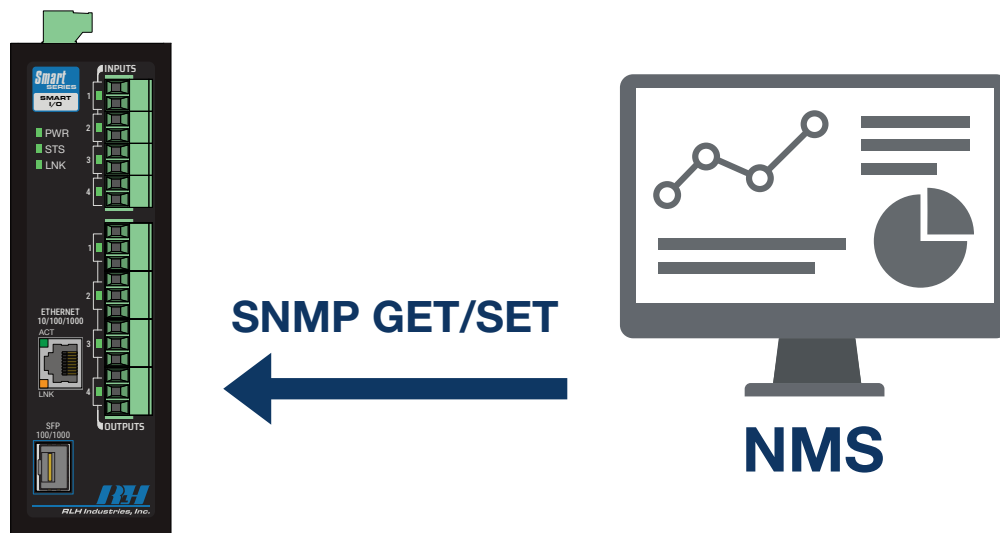 Smart
SERIES
SMART
I/O
INPUTS
1
2
3
4
PWR
STS
LNK
1
2
3
4
OUTPUTS
ETHERNET
10/100/1000
ACT
LNK
SFP
100/1000
RLH
RLH Industries, Inc.
SNMP GET/SET
NMS